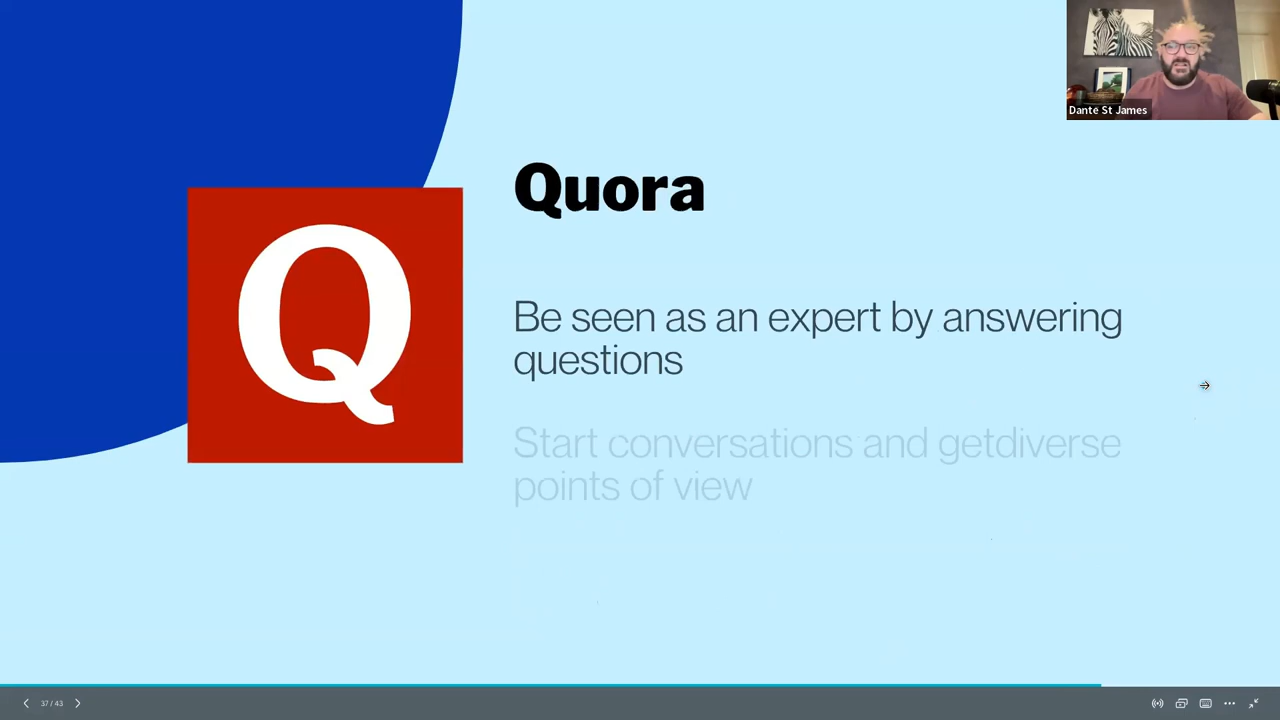 Dante St James
Quora
Q
Be seen as an expert by answering
questions
Start conversations and getdiverse
points of view
37 / 43